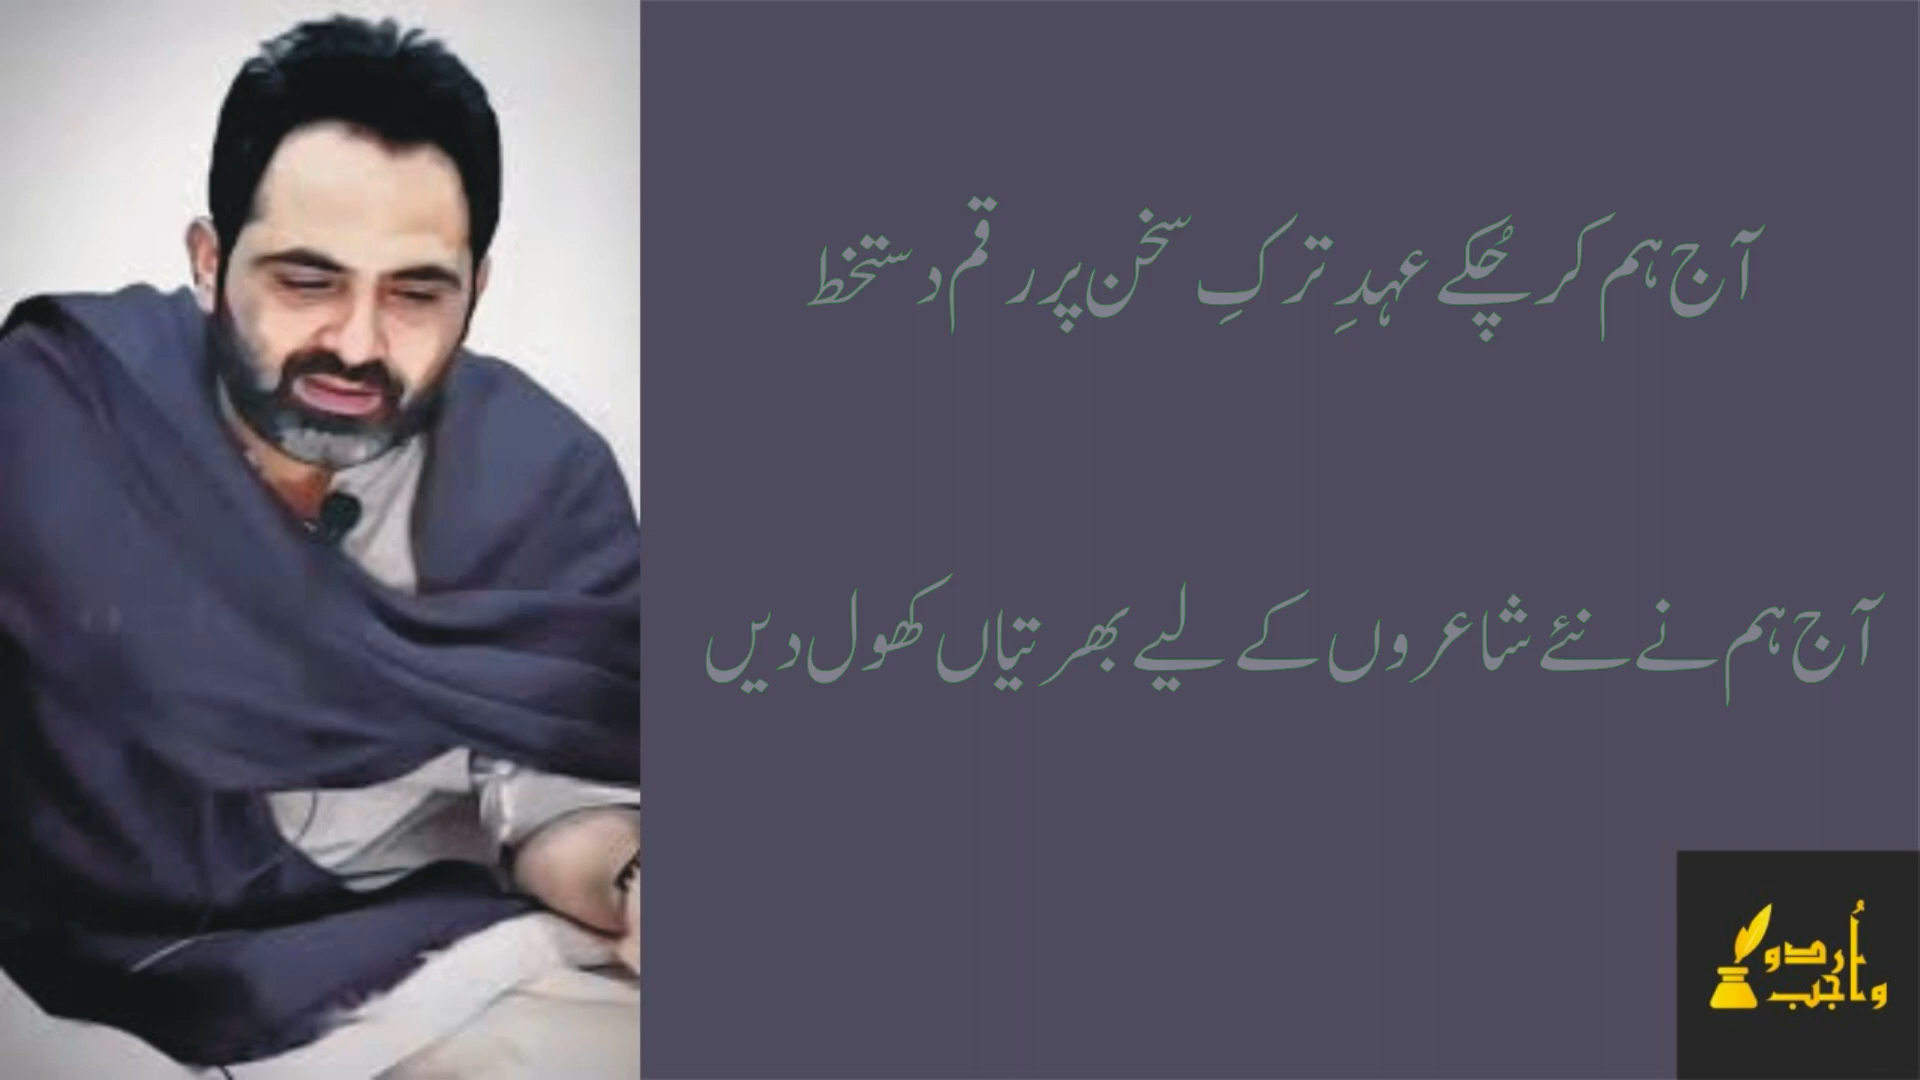 آج ہم کر چُکے عہدِ ترکِ سخن پر رقم دستخط
آج ہم نے نئے شاعروں کے لیے بھرتیاں کھول دیں
اُردو
واجب